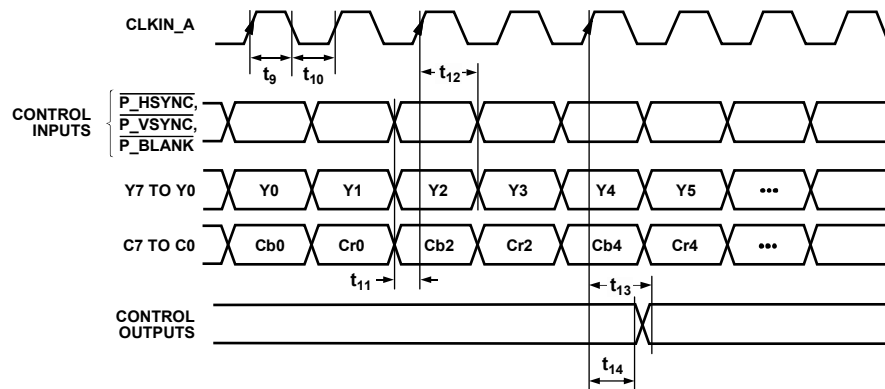 CLKIN_A
t9
t10
t12
CONTROL INPUTS
P_HSYNC,
P_VSYNC,
P_BLANK
Y7 TO Y0
Y0 Y1 Y2 Y3 Y4 Y5 •••
C7 TO C0
Cb0 Cr0 Cb2 Cr2 Cb4 Cr4 •••
t11
t13
CONTROL OUTPUTS
t14